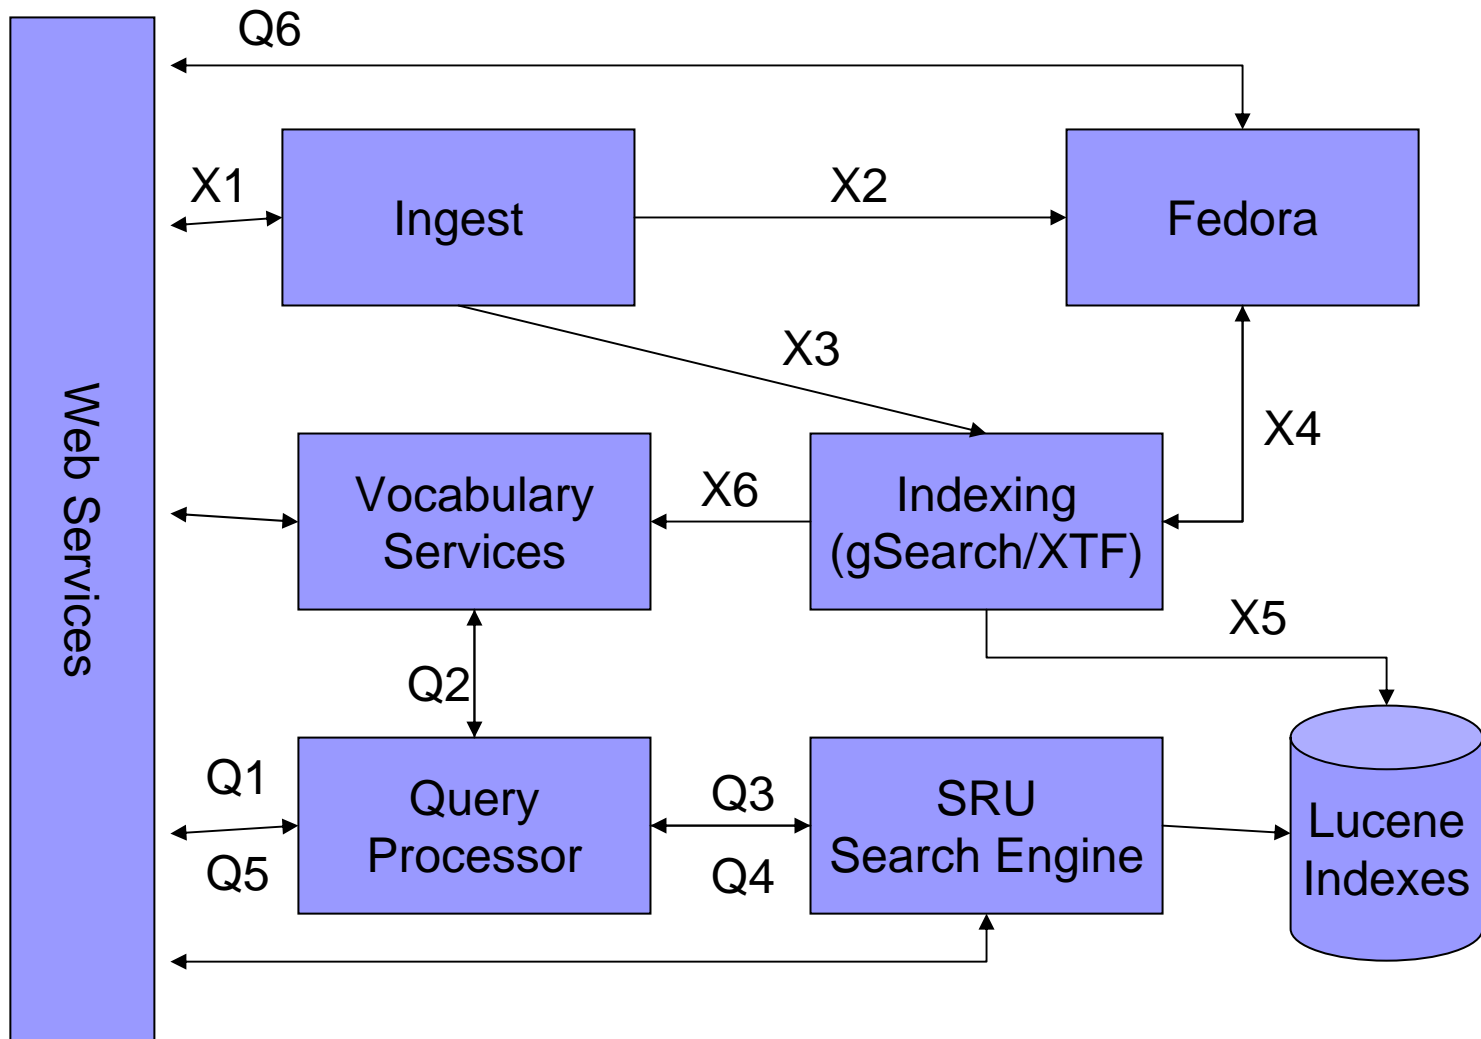 Q6
X1
Ingest
X2
Fedora
X3
Web Services
Vocabulary
Services
X6
Indexing
(gSearch/XTF)
X4
X5
Q2
Q1
Q5
Query
Processor
Q3
Q4
SRU
Search Engine
Lucene
Indexes